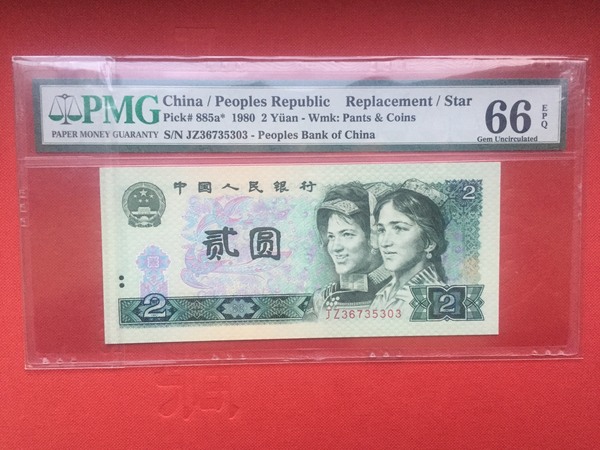 PMG
PAPER MONEY GUARANTY
China / Peoples Republic Replacement / Star
Pick# 885a* 1980 2 Yüan - Wmk: Pants & Coins
S/N JZ36735303 - Peoples Bank of China
66 EPQ
Gem Uncirculated
中国人民银行
2
贰圆
2
2
JZ36735303